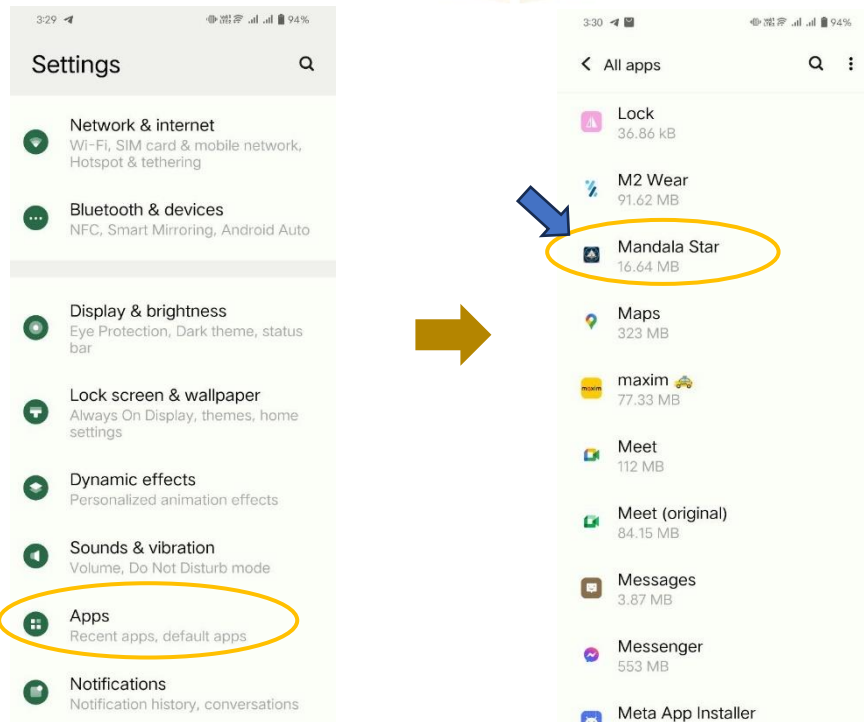 3:29
94%
Settings
Network & internet
Wi-Fi, SIM card & mobile network,
Hotspot & tethering
Bluetooth & devices
NFC, Smart Mirroring, Android Auto
Display & brightness
Eye Protection, Dark theme, status
bar
Lock screen & wallpaper
Always On Display, themes, home
settings
Dynamic effects
Personalized animation effects
Sounds & vibration
Volume, Do Not Disturb mode
Apps
Recent apps, default apps
Notifications
Notification history, conversations
3:30
94%
All apps
Lock
36.86 kB
M2 Wear
91.62 MB
Mandala Star
16.64 MB
Maps
323 MB
maxim
maxim 🚕
77.33 MB
Meet
112 MB
Meet (original)
84.15 MB
Messages
3.87 MB
Messenger
553 MB
Meta App Installer